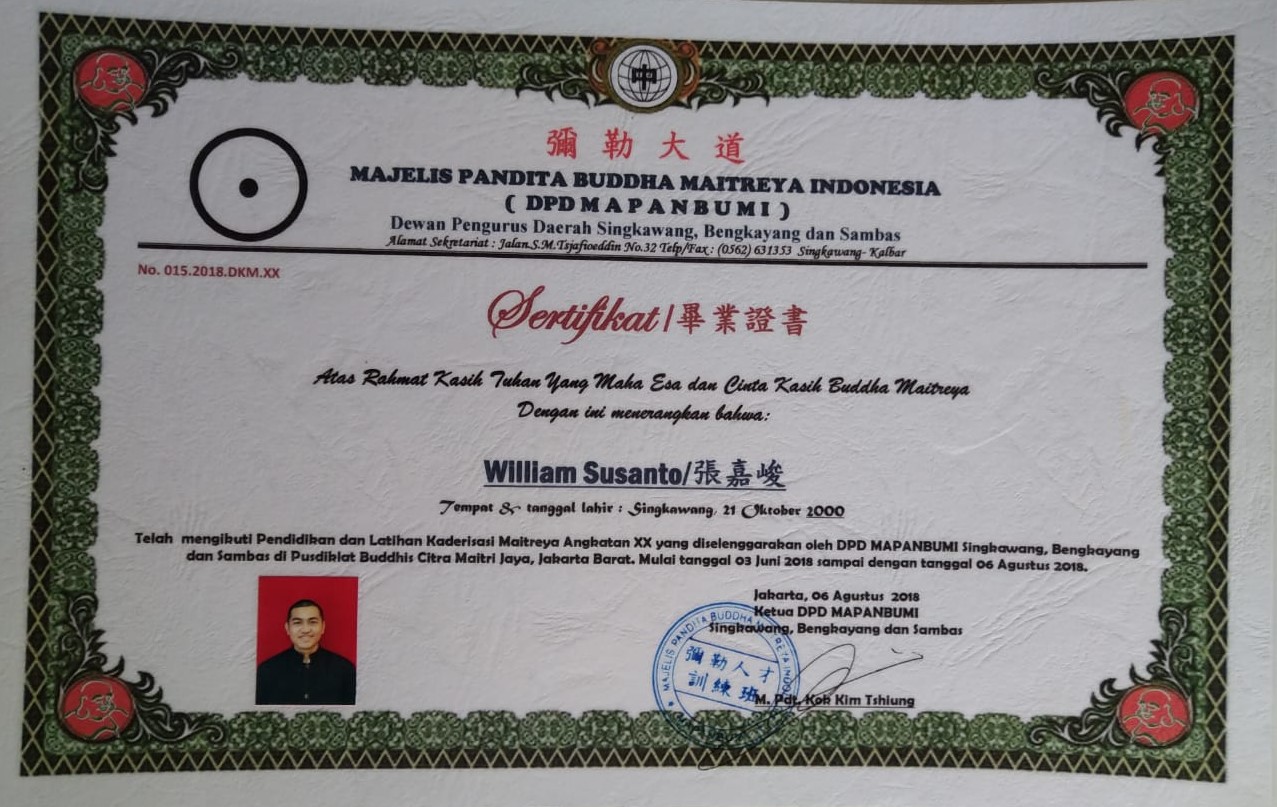 中
彌勒大道
MAJELIS PANDITA BUDDHA MAITREYA INDONESIA
( DPD MAPANBUMI )
Dewan Pengurus Daerah Singkawang, Bengkayang dan Sambas
Alamat Sekretariat : Jalan.S.M.Tsjafioeddin No.32 Telp/Fax : (0562) 631353 Singkawang- Kalbar
No. 015.2018.DKM.XX
Sertifikat/畢業證書
Atas Rahmat Kasih Tuhan Yang Maha Esa dan Cinta Kasih Buddha Maitreya
Dengan ini menerangkan bahwa:
William Susanto/張嘉峻
Tempat & tanggal lahir : Singkawang, 21 Oktober 2000
Telah mengikuti Pendidikan dan Latihan Kaderisasi Maitreya Angkatan XX yang diselenggarakan oleh DPD MAPANBUMI Singkawang, Bengkayang
dan Sambas di Pusdiklat Buddhis Citra Maitri Jaya, Jakarta Barat. Mulai tanggal 03 Juni 2018 sampai dengan tanggal 06 Agustus 2018.
Jakarta, 06 Agustus 2018
Ketua DPD MAPANBUMI
Singkawang, Bengkayang dan Sambas
MAJELIS PANDITA BUDDHA
彌勒人才
訓練班
M. Pdt. Koh Kim Tshiung